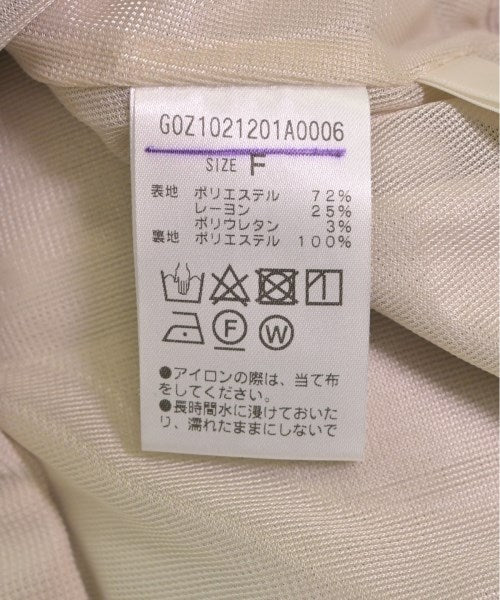 G0Z1021201A0006
SIZE F
表地 ポリエステル 72%
レーヨン 25%
ポリウレタン 3%
裏地 ポリエステル 100%
F W
●アイロンの際は、当て布
をしてください。
●長時間水に浸けておいた
り、濡れたままにしないで